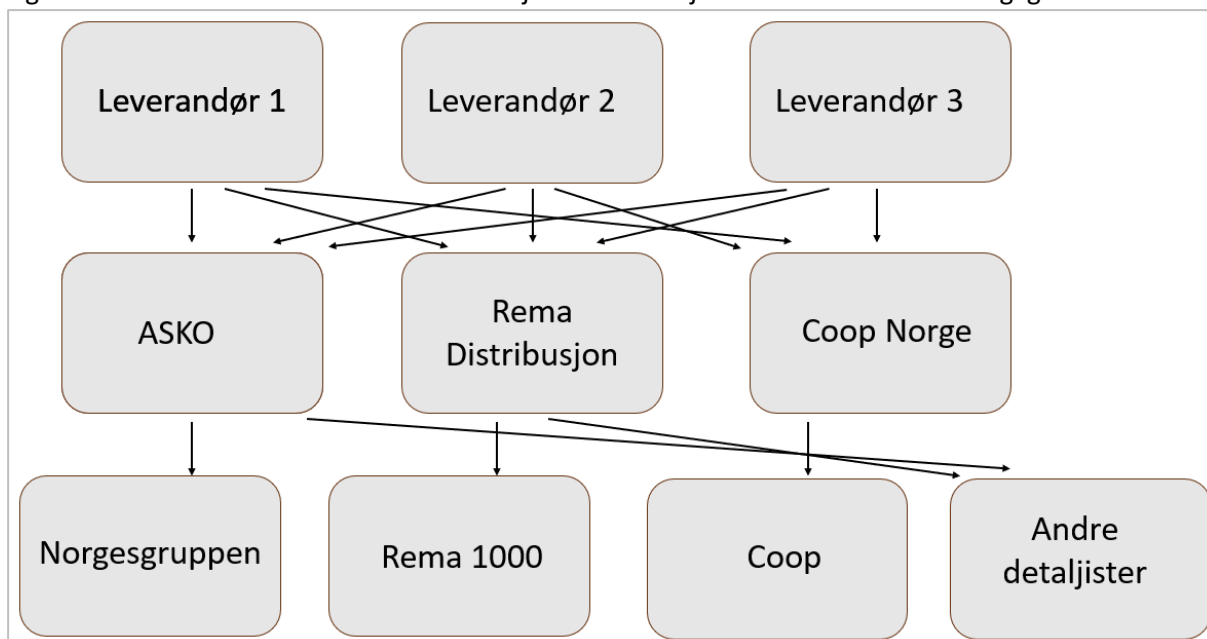 Leverandør 1
Leverandør 2
Leverandør 3
ASKO
Rema
Distribusjon
Coop Norge
Norgesgruppen
Rema 1000
Coop
Andre
detaljister